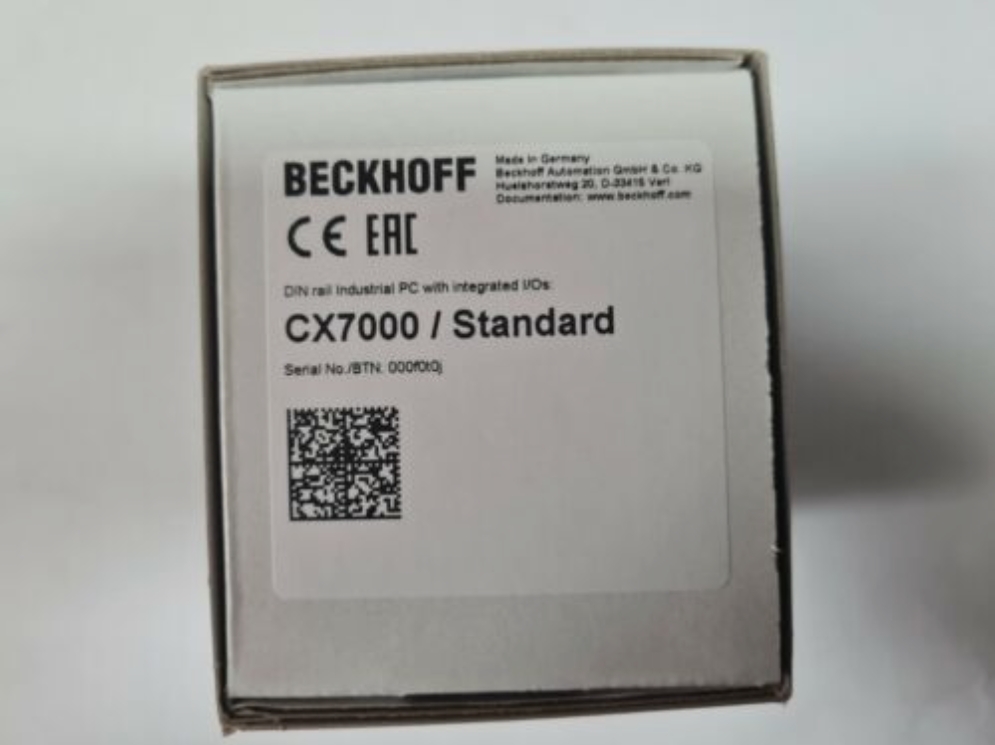 BECKHOFF
Made in Germany
Beckhoff Automation GmbH & Co. KG
Huelshorstweg 20, D-33415 Verl
Documentation: www.beckhoff.com
CE EAC
DIN rail Industrial PC with integrated I/Os:
CX7000 / Standard
Serial No./BTN: 000f0t0j